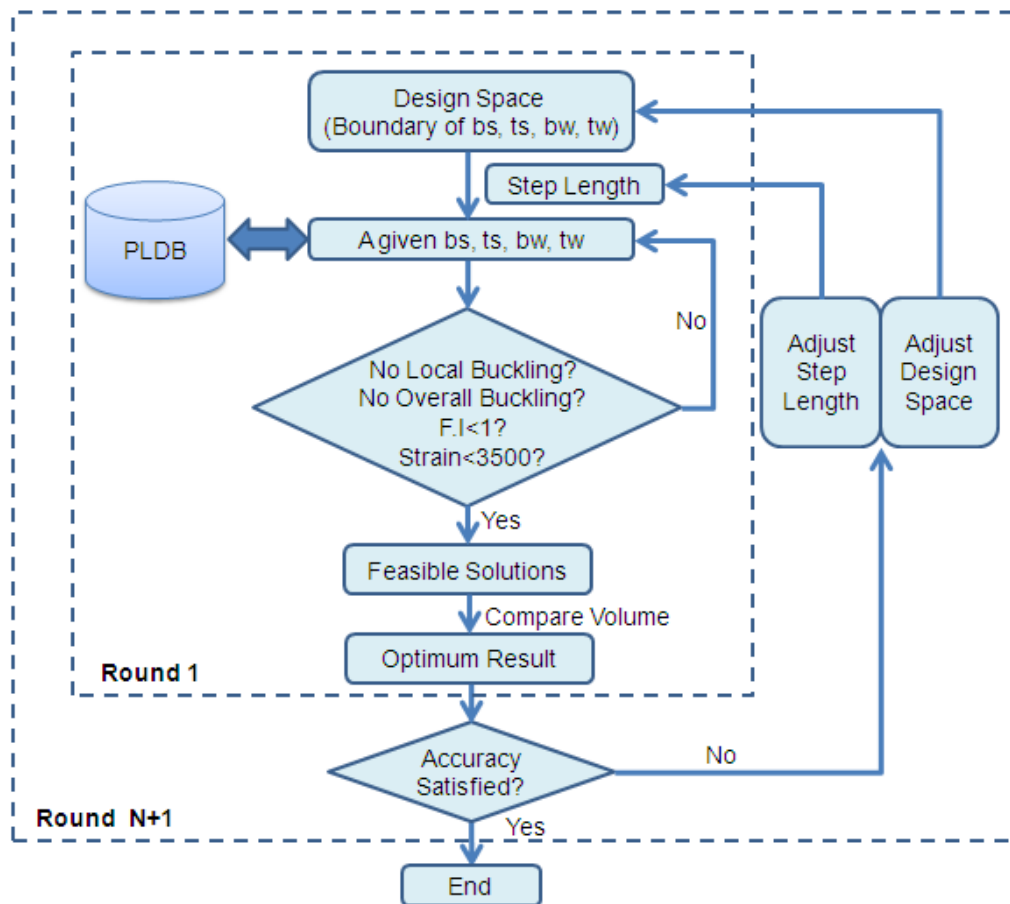 Design Space
(Boundary of bs, ts, bw, tw)
Step Length
PLDB
A given bs, ts, bw, tw
No
No Local Buckling?
No Overall Buckling?
F.I<1?
Strain<3500?
Adjust
Step
Length
Adjust
Design
Space
Yes
Feasible Solutions
Compare Volume
Optimum Result
Round 1
Accuracy
Satisfied?
No
Round N+1
Yes
End